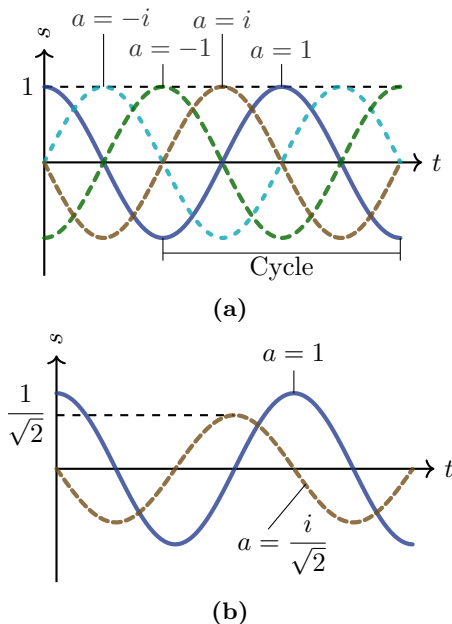 a = −i
a = i
a = −1
a = 1
s
1
t
Cycle
(a)
s
a = 1
1/√2
t
a = i/√2
(b)